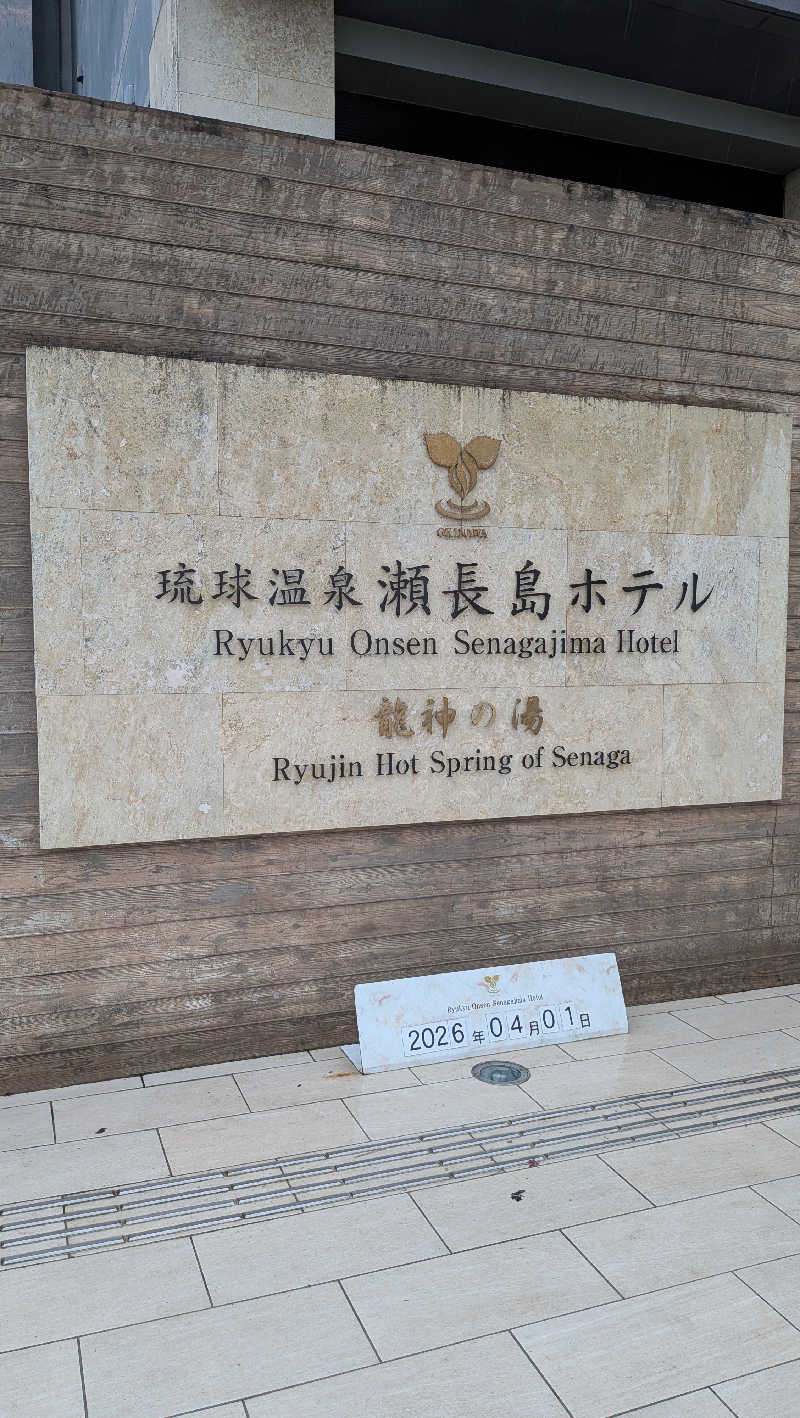 OKINAWA
琉球温泉瀬長島ホテル
Ryukyu Onsen Senagajima Hotel
龍神の湯
Ryujin Hot Spring of Senaga
Ryukyu Onsen Senagajima Hotel
2026年04月01日